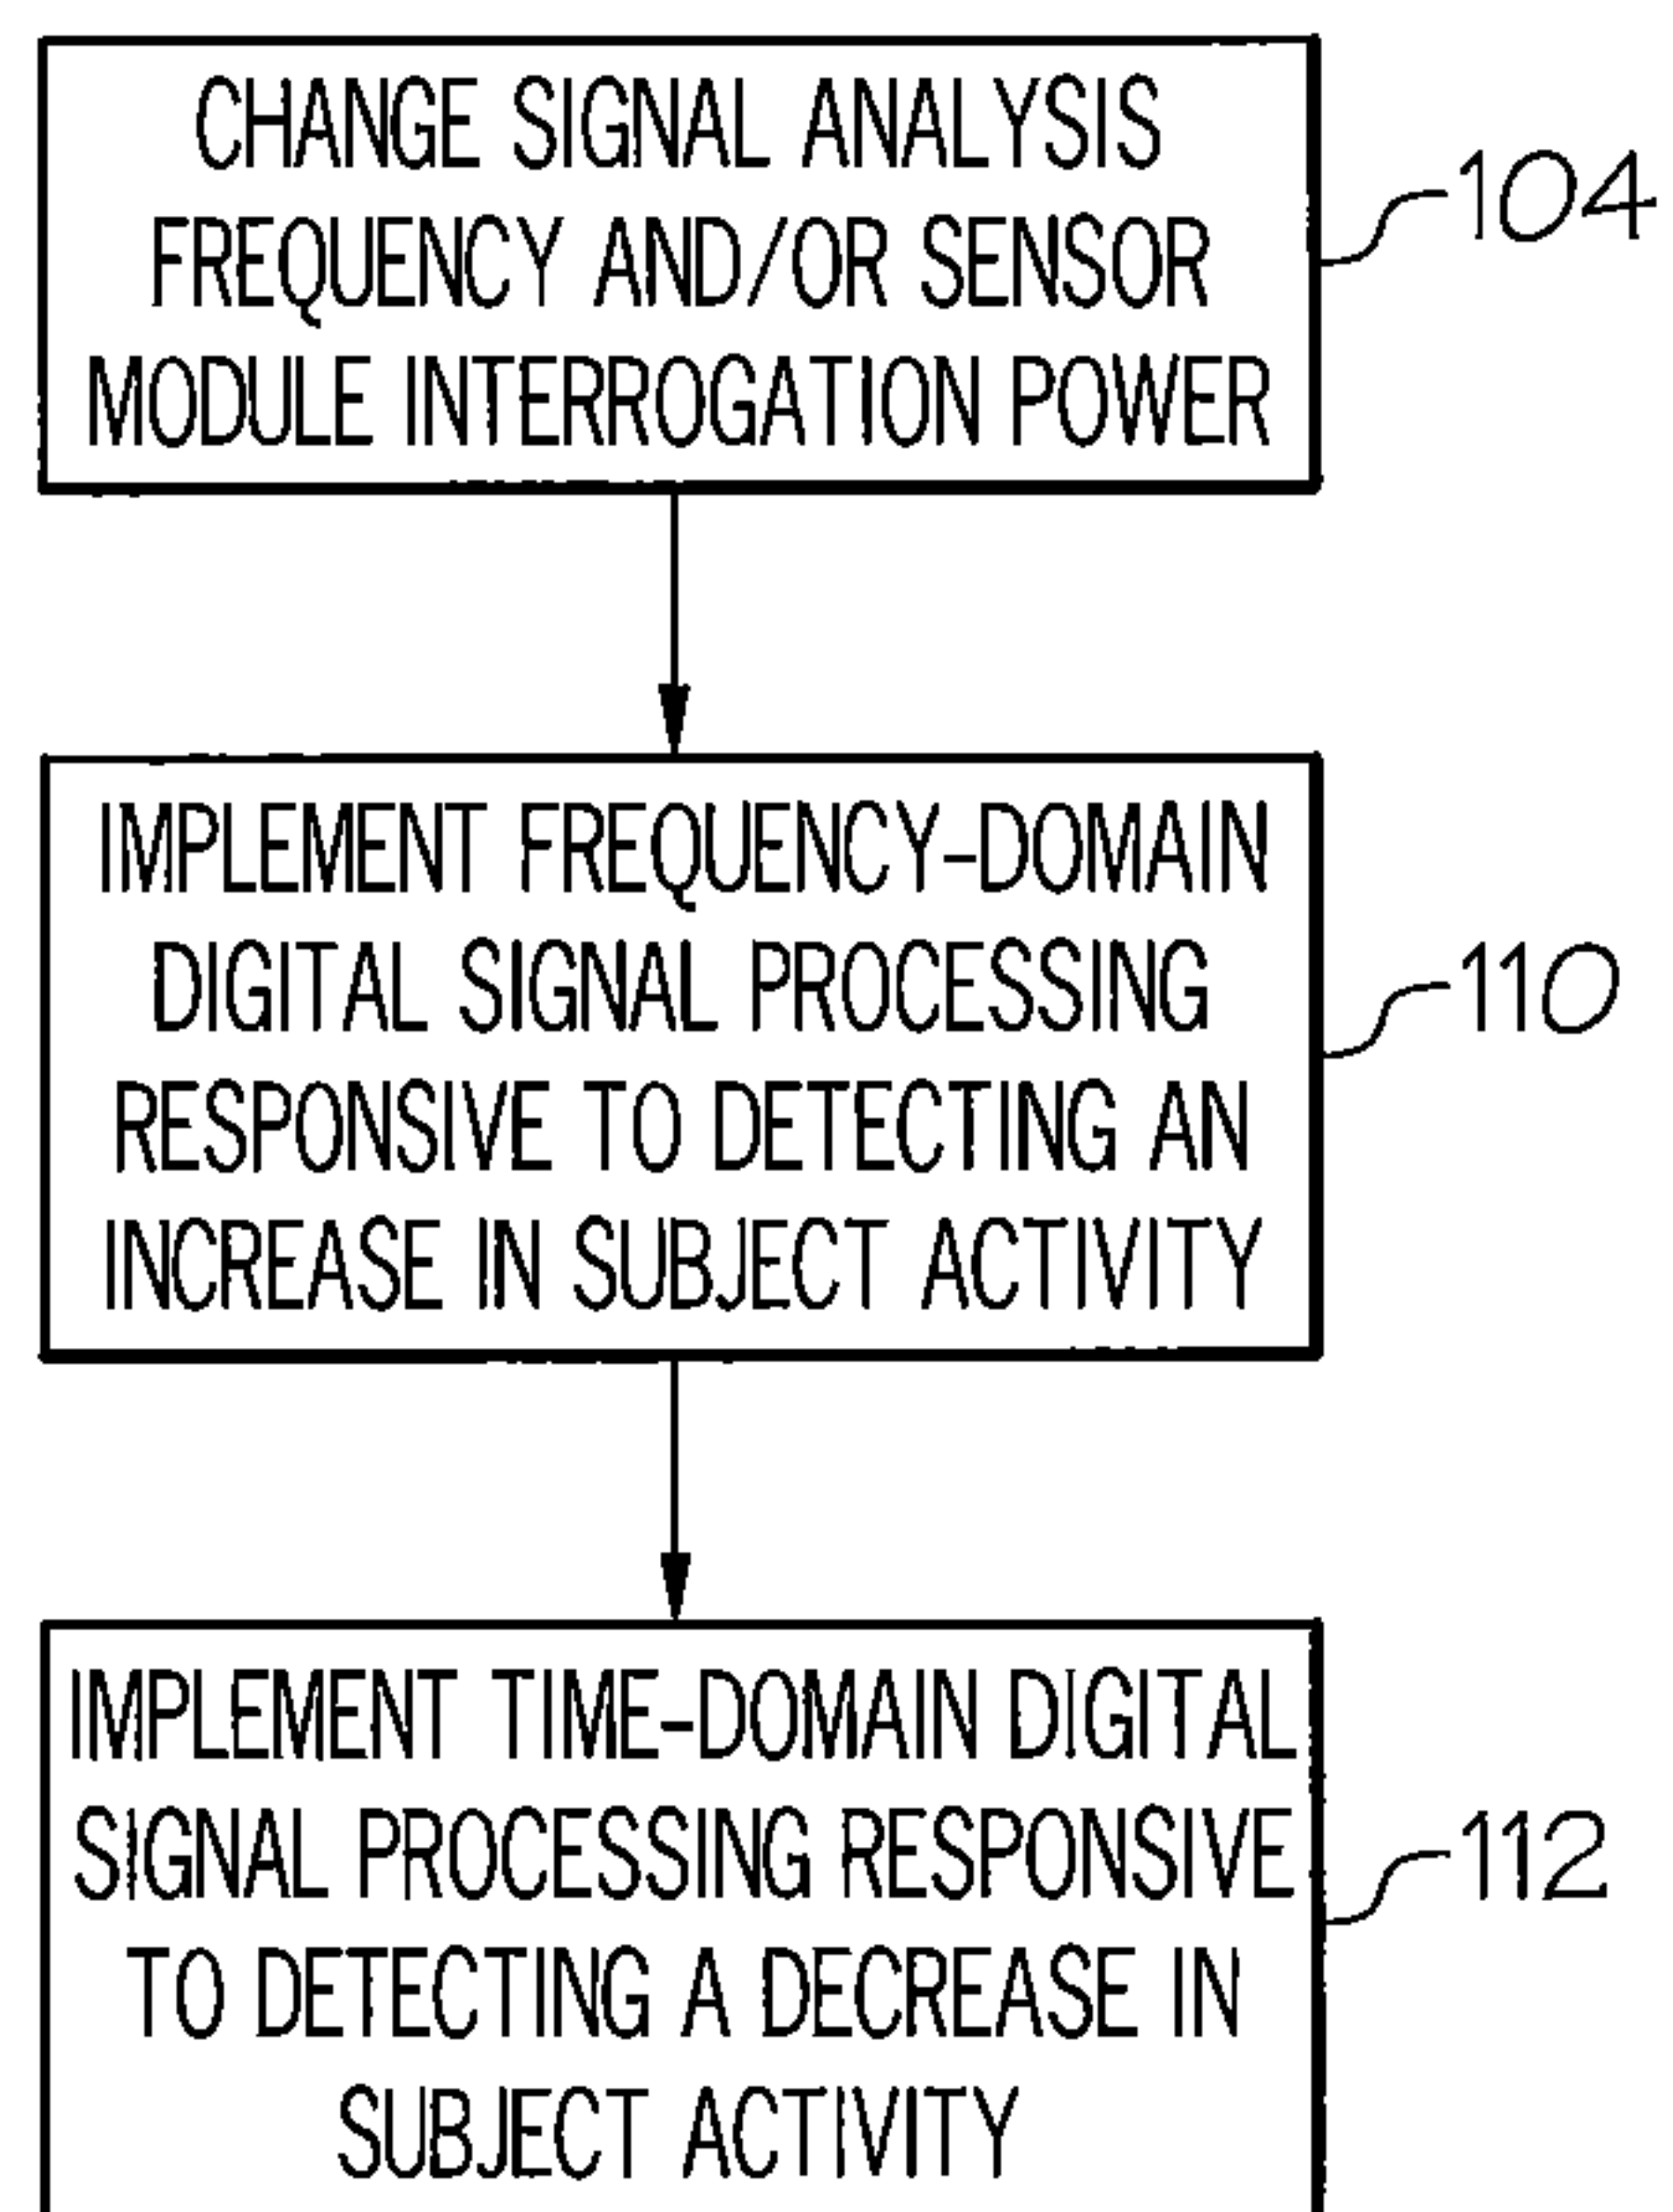 CHANGE SIGNAL ANALYSIS
FREQUENCY AND/OR SENSOR
MODULE INTERROGATION POWER
104
IMPLEMENT FREQUENCY-DOMAIN
DIGITAL SIGNAL PROCESSING
RESPONSIVE TO DETECTING AN
INCREASE IN SUBJECT ACTIVITY
110
IMPLEMENT TIME-DOMAIN DIGITAL
SIGNAL PROCESSING RESPONSIVE
TO DETECTING A DECREASE IN
SUBJECT ACTIVITY
112